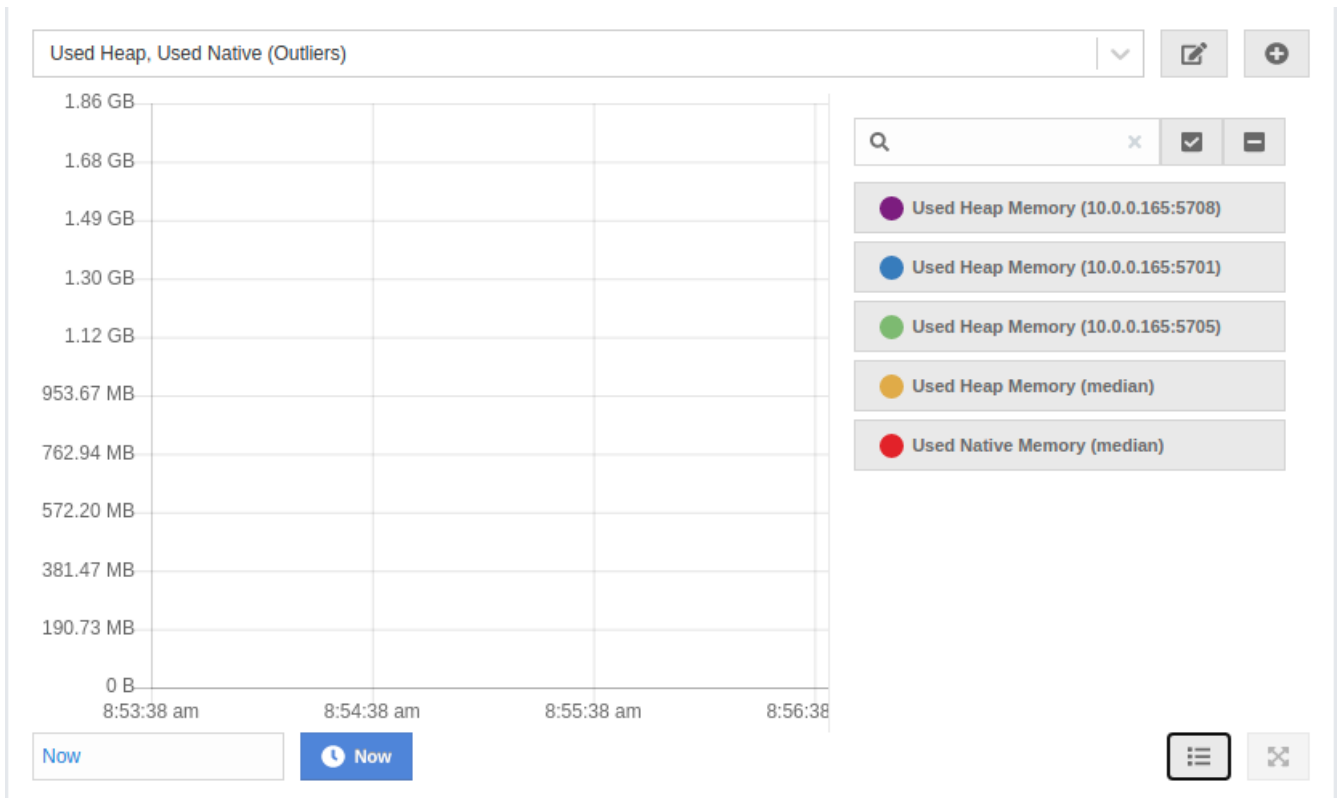 Used Heap, Used Native (Outliers)
1.86 GB
1.68 GB
1.49 GB
1.30 GB
1.12 GB
953.67 MB
762.94 MB
572.20 MB
381.47 MB
190.73 MB
0 B
8:53:38 am 8:54:38 am 8:55:38 am 8:56:38
Used Heap Memory (10.0.0.165:5708)
Used Heap Memory (10.0.0.165:5701)
Used Heap Memory (10.0.0.165:5705)
Used Heap Memory (median)
Used Native Memory (median)
Now
Now